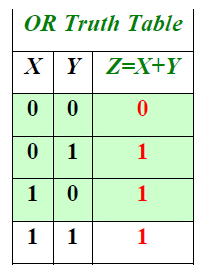 OR Truth Table
X Y Z=X+Y
0 0 0
0 1 1
1 0 1
1 1 1